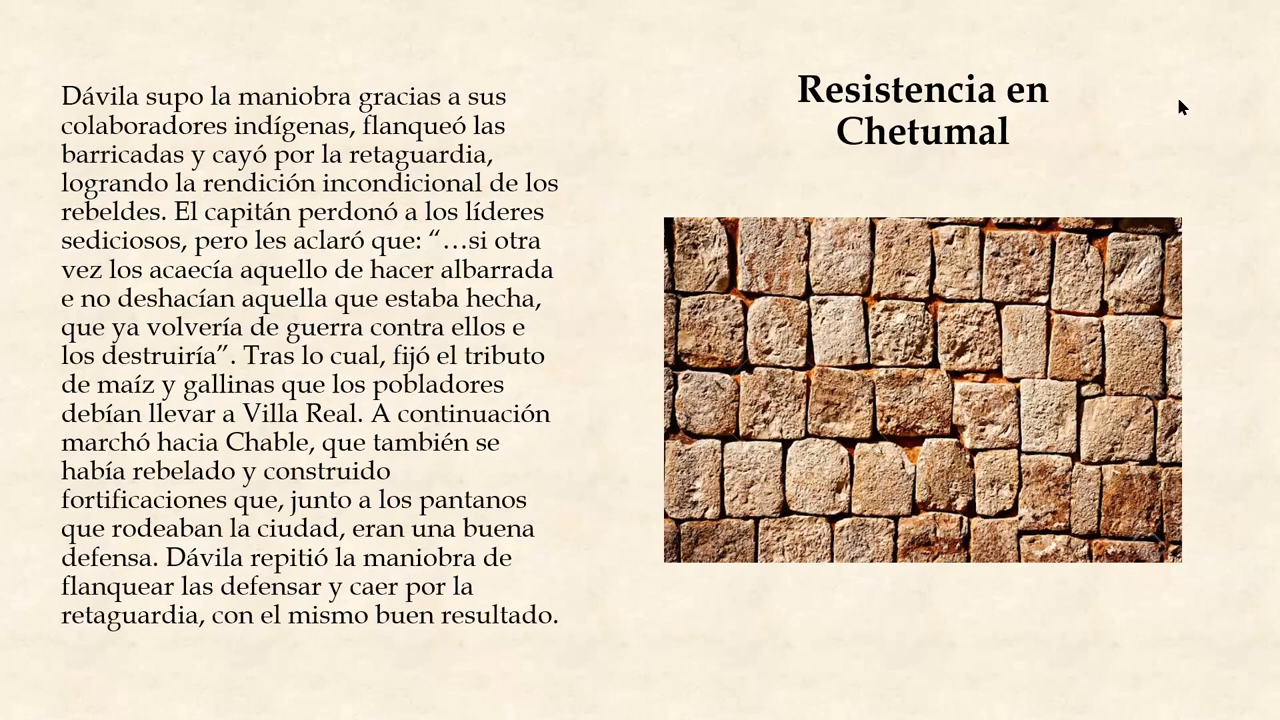 Dávila supo la maniobra gracias a sus
colaboradores indígenas, flanqueó las
barricadas y cayó por la retaguardia,
logrando la rendición incondicional de los
rebeldes. El capitán perdonó a los líderes
sediciosos, pero les aclaró que: “…si otra
vez los acaecía aquello de hacer albarrada
e no deshacían aquella que estaba hecha,
que ya volvería de guerra contra ellos e
los destruiría”. Tras lo cual, fijó el tributo
de maíz y gallinas que los pobladores
debían llevar a Villa Real. A continuación
marchó hacia Chable, que también se
había rebelado y construido
fortificaciones que, junto a los pantanos
que rodeaban la ciudad, eran una buena
defensa. Dávila repitió la maniobra de
flanquear las defensar y caer por la
retaguardia, con el mismo buen resultado.
Resistencia en
Chetumal